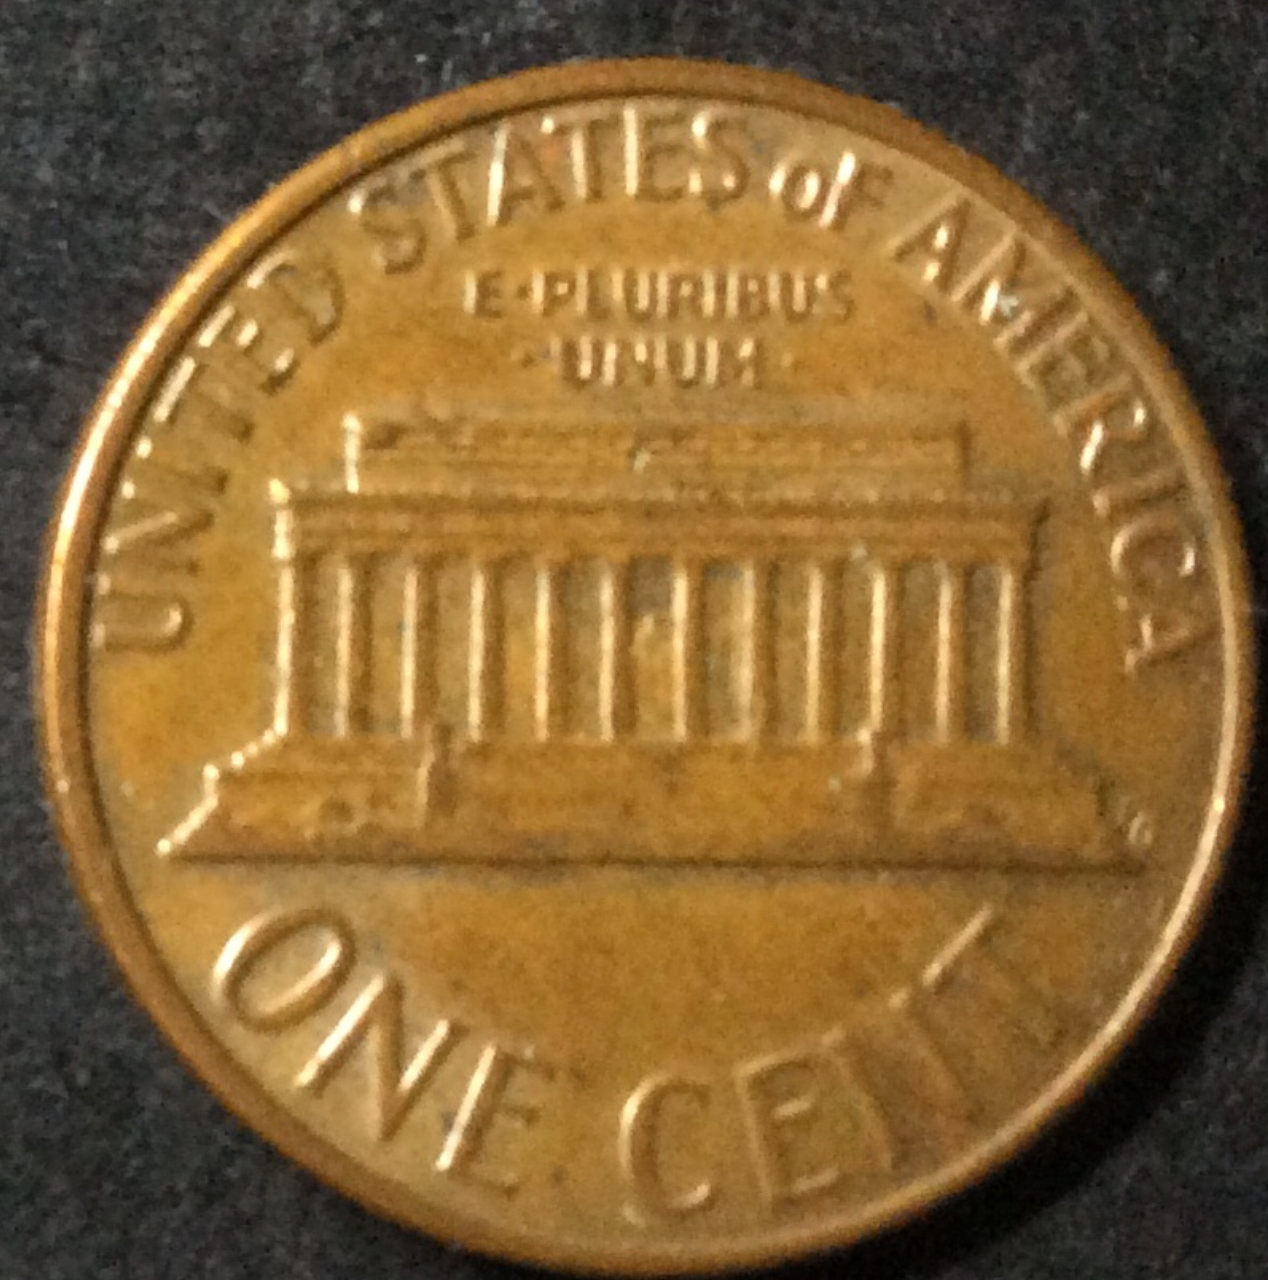 UNITED STATES oF AMERICA
E·PLURIBUS
·UNUM·
ONE CENT